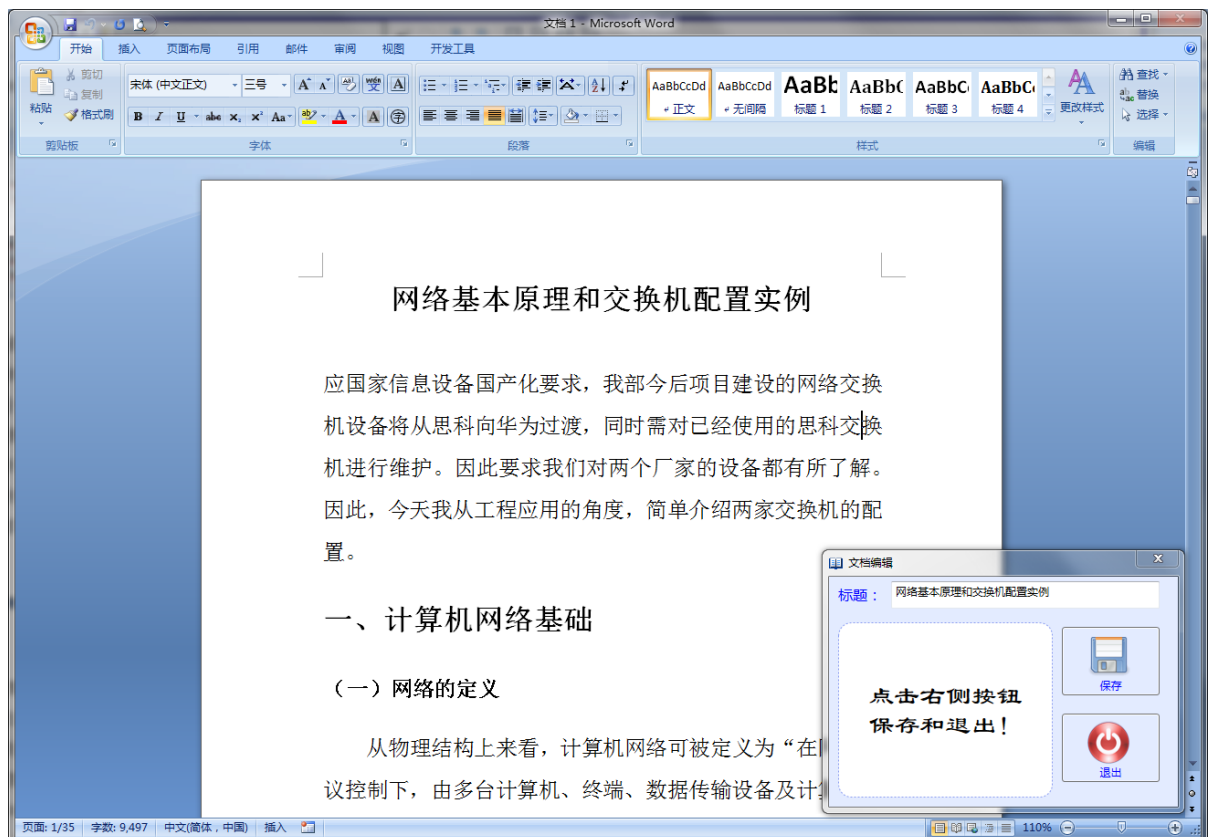 文档 1 - Microsoft Word
开始 插入 页面布局 引用 邮件 审阅 视图 开发工具
粘贴
剪切
复制
格式刷
剪贴板
宋体 (中文正文) 三号
字体
段落
AaBbCcDd AaBbCcDd AaBb AaBb( AaBbC AaBbC
正文 无间隔 标题 1 标题 2 标题 3 标题 4
更改样式
样式
查找
替换
选择
编辑
网络基本原理和交换机配置实例
应国家信息设备国产化要求，我部今后项目建设的网络交换
机设备将从思科向华为过渡，同时需对已经使用的思科交换
机进行维护。因此要求我们对两个厂家的设备都有所了解。
因此，今天我从工程应用的角度，简单介绍两家交换机的配
置。
一、计算机网络基础
（一）网络的定义
从物理结构上来看，计算机网络可被定义为“在
议控制下，由多台计算机、终端、数据传输设备及计
文档编辑
标题： 网络基本原理和交换机配置实例
点击右侧按钮
保存和退出！
保存
退出
页面: 1/35 字数: 9,497 中文(简体，中国) 插入 110%